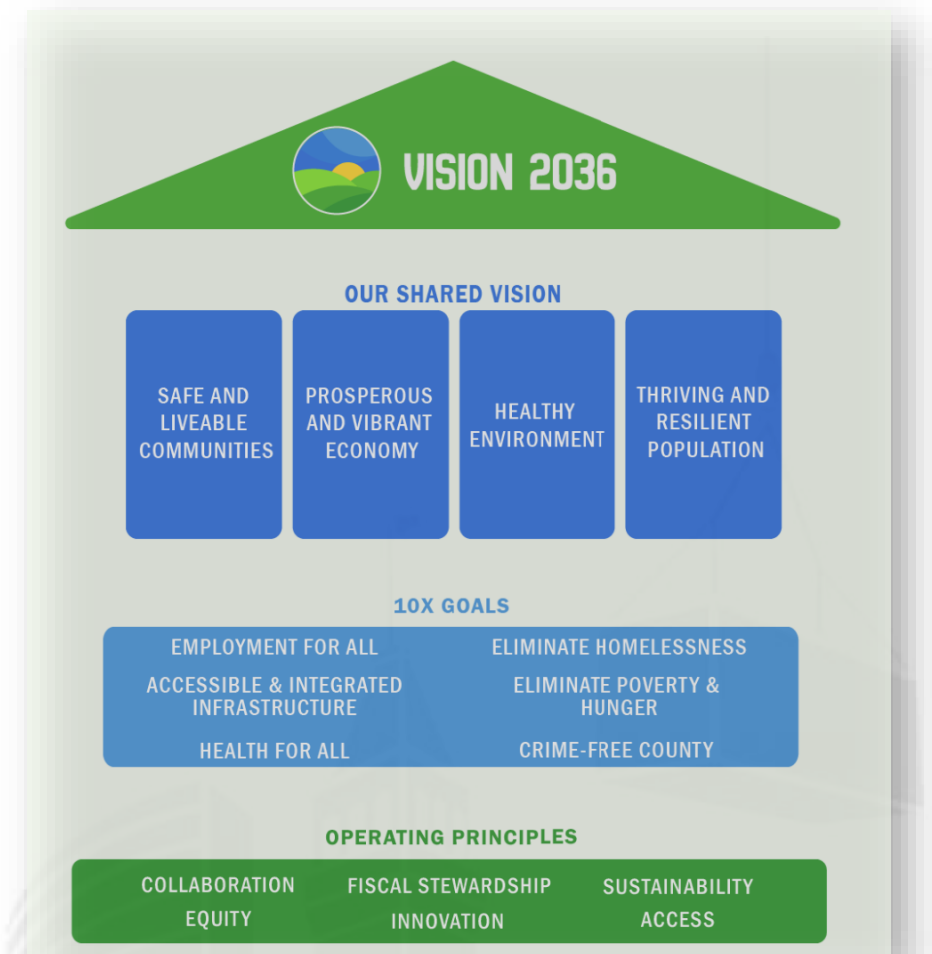 VISION 2036
OUR SHARED VISION
SAFE AND
LIVEABLE
COMMUNITIES
PROSPEROUS
AND VIBRANT
ECONOMY
HEALTHY
ENVIRONMENT
THRIVING AND
RESILIENT
POPULATION
10X GOALS
EMPLOYMENT FOR ALL
ELIMINATE HOMELESSNESS
ACCESSIBLE & INTEGRATED
INFRASTRUCTURE
ELIMINATE POVERTY &
HUNGER
HEALTH FOR ALL
CRIME-FREE COUNTY
OPERATING PRINCIPLES
COLLABORATION
FISCAL STEWARDSHIP
SUSTAINABILITY
EQUITY
INNOVATION
ACCESS